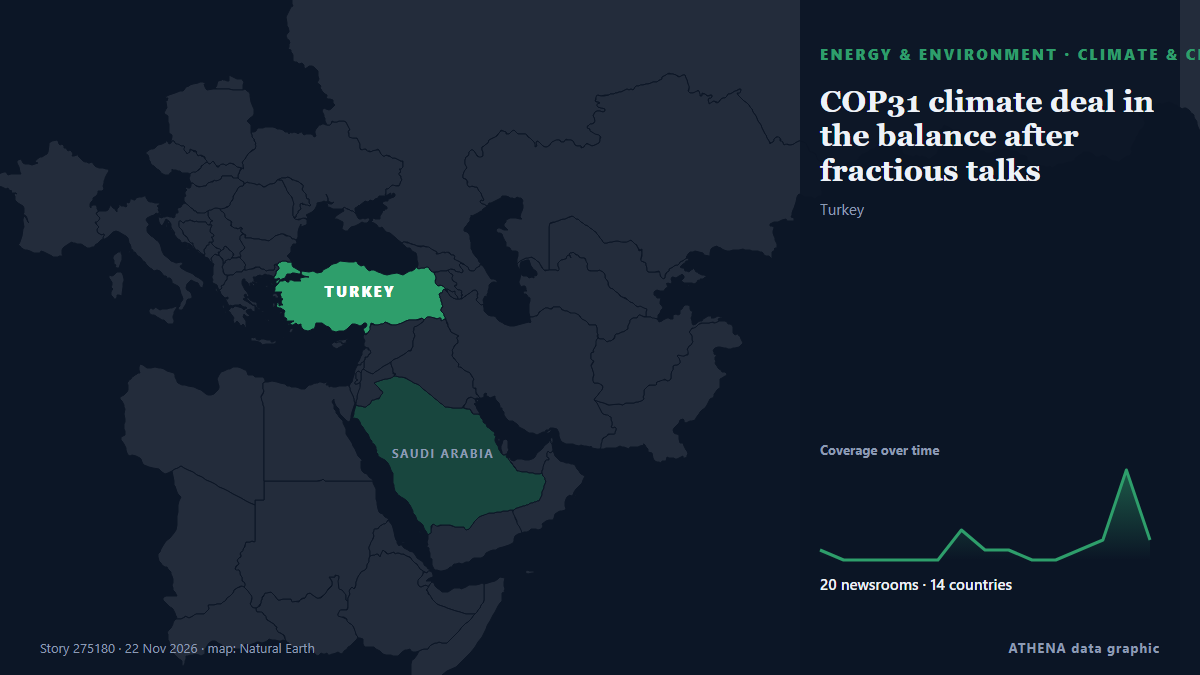 ENERGY & ENVIRONMENT · CLIMATE &
COP31 climate deal in
the balance after
fractious talks
Turkey
TURKEY
SAUDI ARABIA
Coverage over time
20 newsrooms · 14 countries
Story 275180 · 22 Nov 2026 · map: Natural Earth
ATHENA data graphic